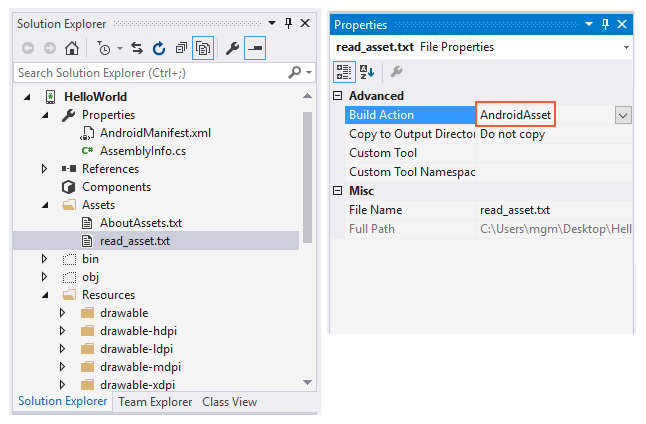 Solution Explorer
Search Solution Explorer (Ctrl+;)
HelloWorld
Properties
AndroidManifest.xml
C# AssemblyInfo.cs
References
Components
Assets
AboutAssets.txt
read_asset.txt
bin
obj
Resources
drawable
drawable-hdpi
drawable-ldpi
drawable-mdpi
drawable-xdpi
Solution Explorer Team Explorer Class View
Properties
read_asset.txt File Properties
Advanced
Build Action AndroidAsset
Copy to Output Director Do not copy
Custom Tool
Custom Tool Namespac
Misc
File Name read_asset.txt
Full Path C:\Users\mgm\Desktop\Hell